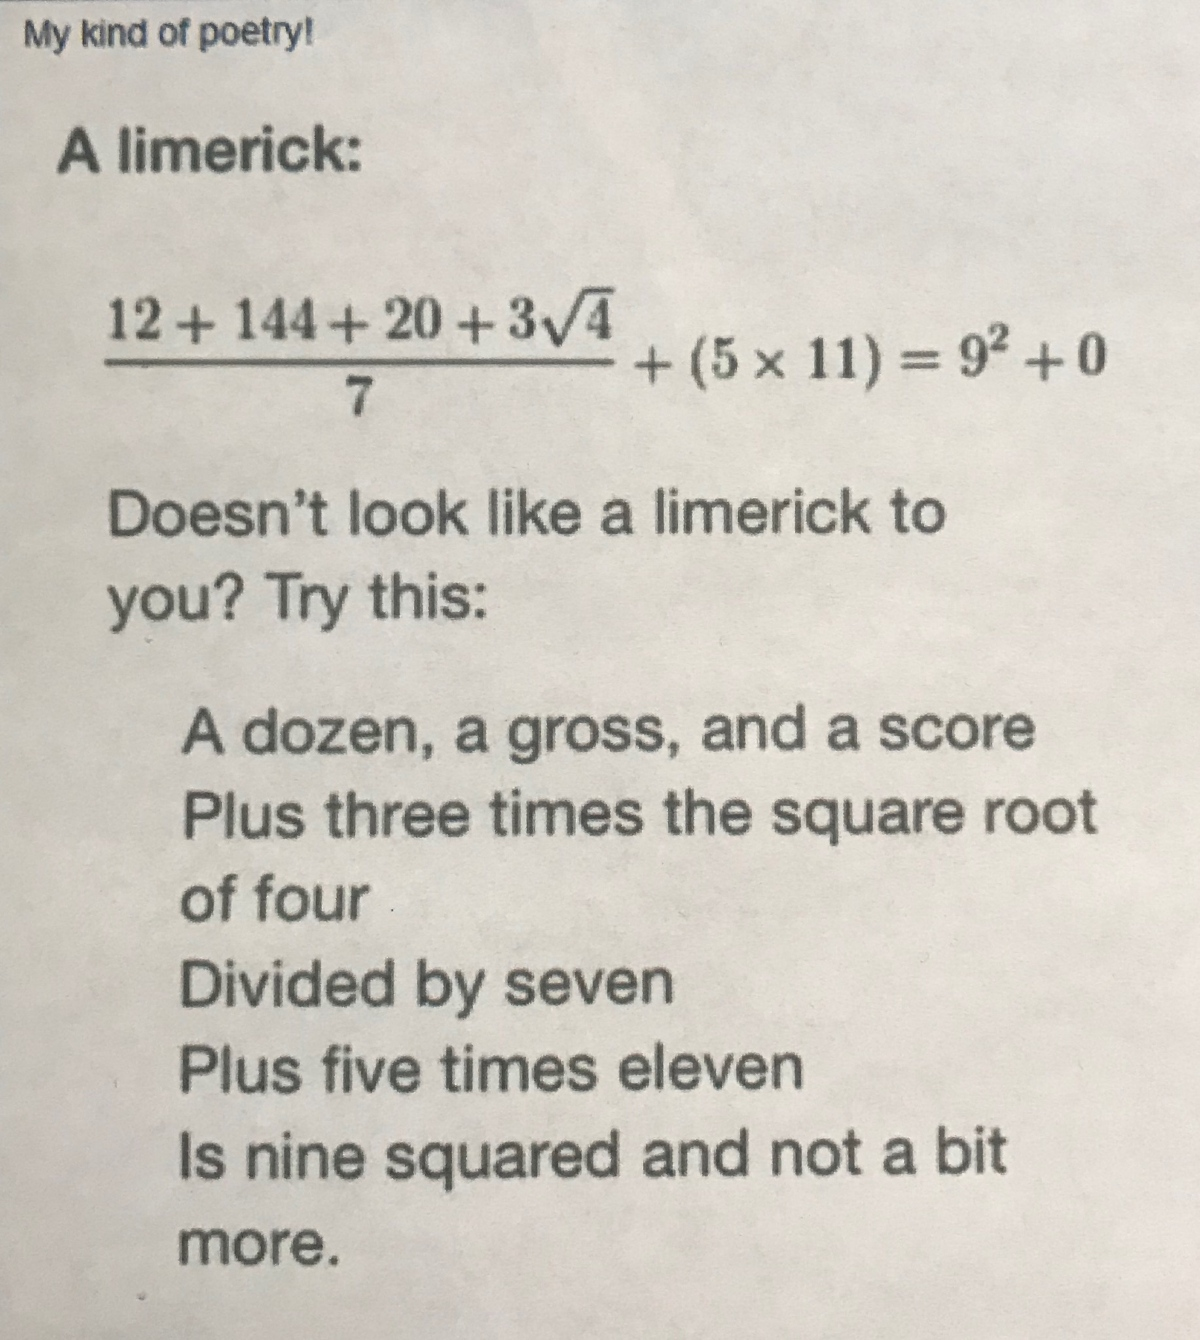 My kind of poetry!
A limerick:
12 + 144 + 20 + 3√4
7
+ (5 × 11) = 9² + 0
Doesn't look like a limerick to
you? Try this:
A dozen, a gross, and a score
Plus three times the square root
of four
Divided by seven
Plus five times eleven
Is nine squared and not a bit
more.